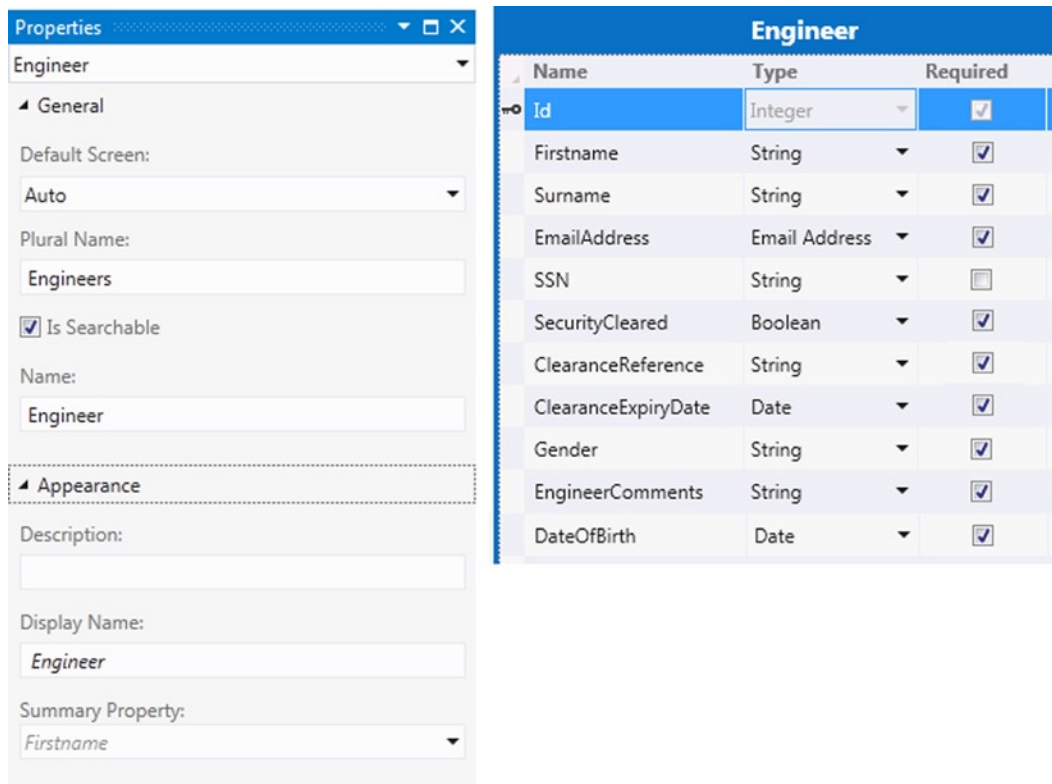 Properties
Engineer
General
Default Screen:
Auto
Plural Name:
Engineers
Is Searchable
Name:
Engineer
Appearance
Description:
Display Name:
Engineer
Summary Property:
Firstname
Engineer
Name Type Required
Id Integer
Firstname String
Surname String
EmailAddress Email Address
SSN String
SecurityCleared Boolean
ClearanceReference String
ClearanceExpiryDate Date
Gender String
EngineerComments String
DateOfBirth Date